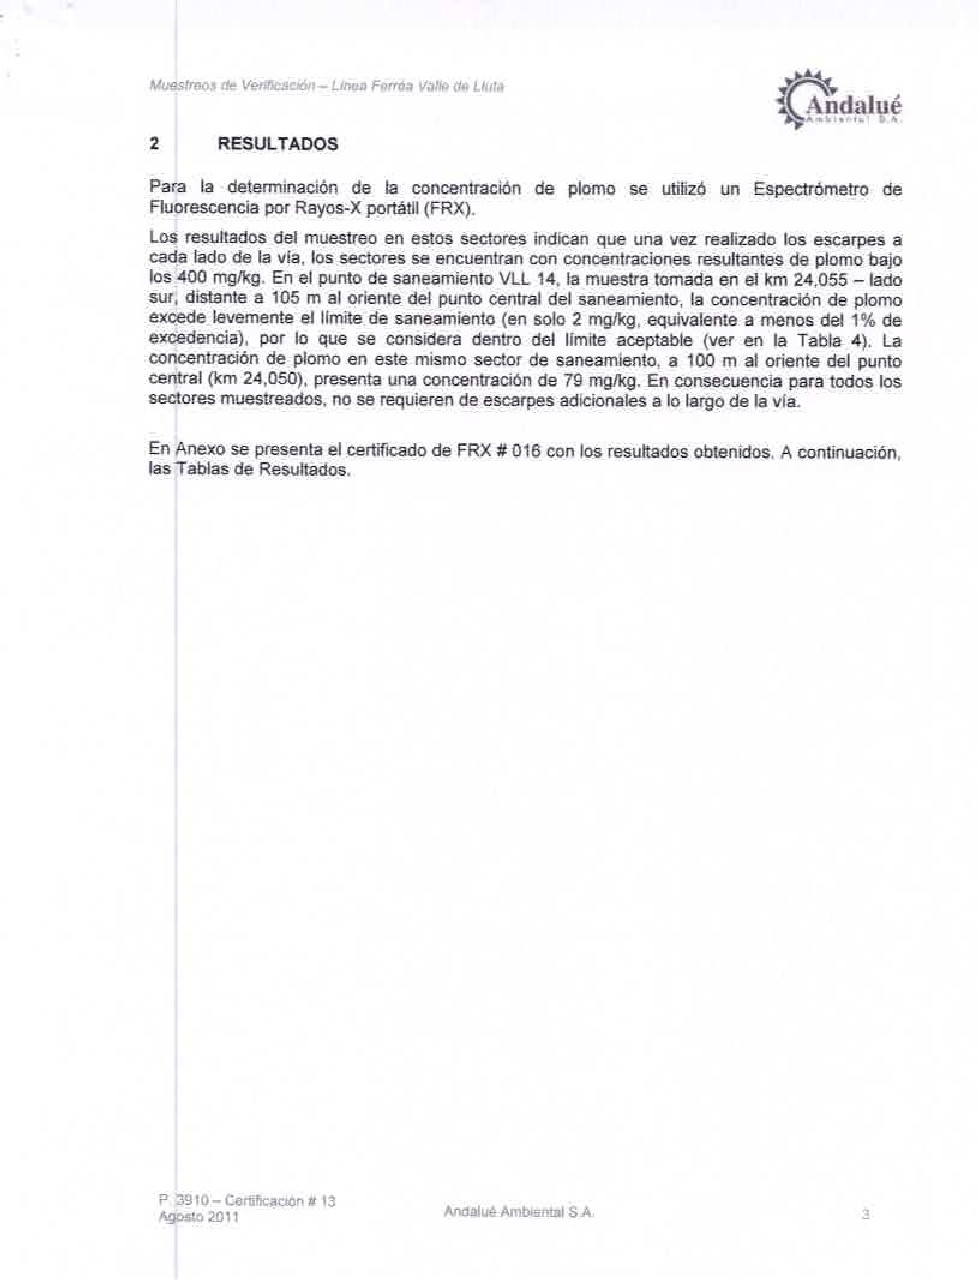 Muestreos de Verificación – Línea Ferréa Valle de Lluta
Andalué
Ambiental S.A.
2 RESULTADOS
Para la determinación de la concentración de plomo se utilizó un Espectrómetro de
Fluorescencia por Rayos-X portátil (FRX).
Los resultados del muestreo en estos sectores indican que una vez realizado los escarpes a
cada lado de la vía, los sectores se encuentran con concentraciones resultantes de plomo bajo
los 400 mg/kg. En el punto de saneamiento VLL 14, la muestra tomada en el km 24,055 – lado
sur, distante a 105 m al oriente del punto central del saneamiento, la concentración de plomo
excede levemente el límite de saneamiento (en solo 2 mg/kg, equivalente a menos del 1% de
excedencia), por lo que se considera dentro del límite aceptable (ver en la Tabla 4). La
concentración de plomo en este mismo sector de saneamiento, a 100 m al oriente del punto
central (km 24,050), presenta una concentración de 79 mg/kg. En consecuencia para todos los
sectores muestreados, no se requieren de escarpes adicionales a lo largo de la vía.
En Anexo se presenta el certificado de FRX # 016 con los resultados obtenidos. A continuación,
las Tablas de Resultados.
P. 3910 – Certificación # 13
Agosto 2011
Andalué Ambiental S.A.
3